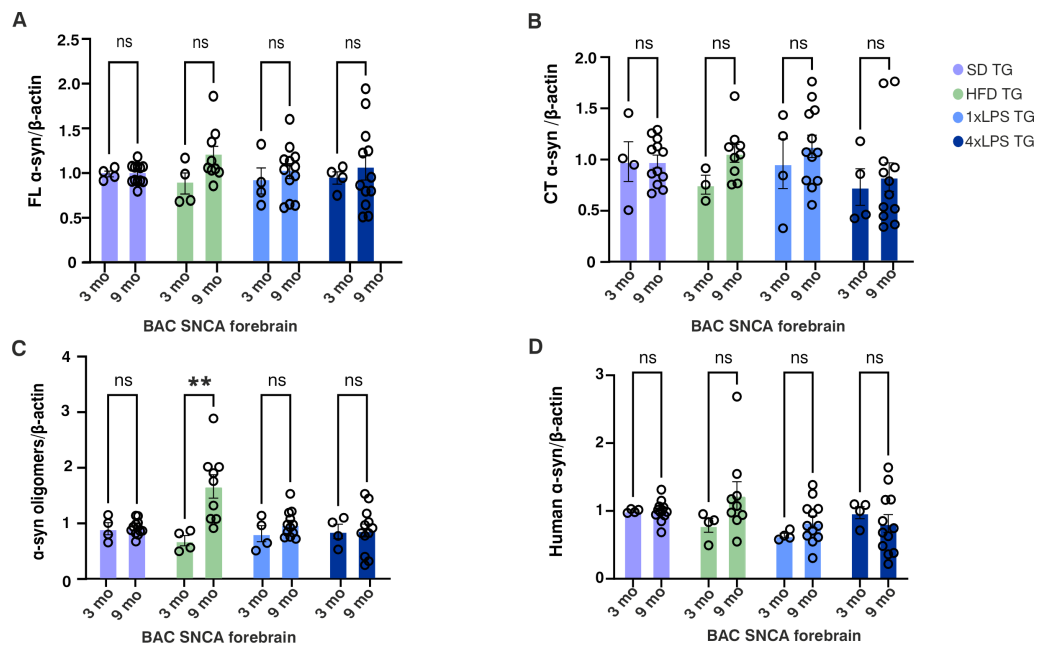 A
FL α-syn/β-actin
2.5
2.0
1.5
1.0
0.5
0
ns
ns
ns
ns
3 mo
9 mo
3 mo
9 mo
3 mo
9 mo
3 mo
9 mo
BAC SNCA forebrain
B
CT α-syn /β-actin
2.0
1.5
1.0
0.5
0
ns
ns
ns
ns
3 mo
9 mo
3 mo
9 mo
3 mo
9 mo
3 mo
9 mo
BAC SNCA forebrain
SD TG
HFD TG
1xLPS TG
4xLPS TG
C
α-syn oligomers/β-actin
4
3
2
1
0
ns
**
ns
ns
3 mo
9 mo
3 mo
9 mo
3 mo
9 mo
3 mo
9 mo
BAC SNCA forebrain
D
Human α-syn/β-actin
3
2
1
0
ns
ns
ns
ns
3 mo
9 mo
3 mo
9 mo
3 mo
9 mo
3 mo
9 mo
BAC SNCA forebrain